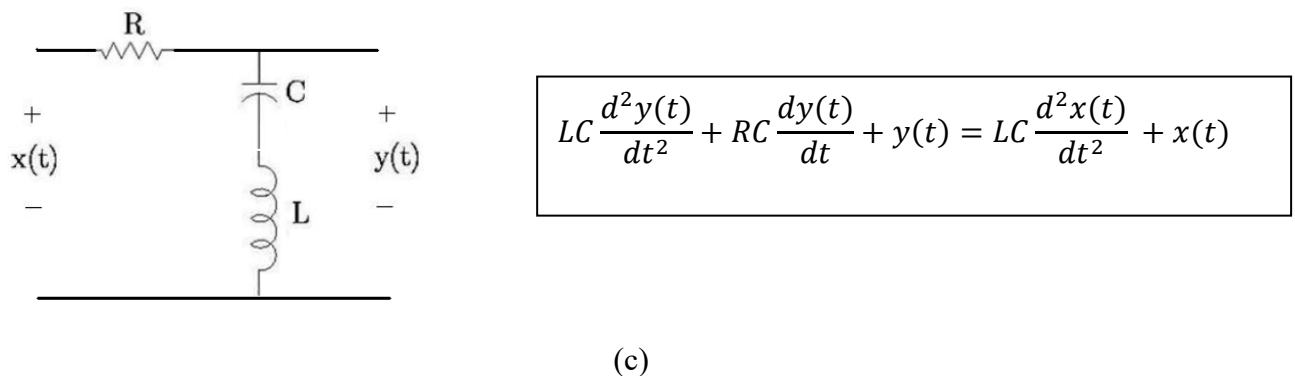 R
C
+
x(t)
−
+
y(t)
−
L
LC d²y(t)/dt² + RC dy(t)/dt + y(t) = LC d²x(t)/dt² + x(t)
(c)